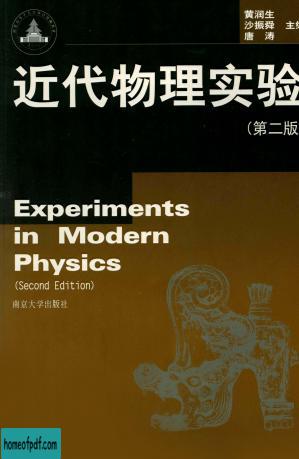 黄润生
沙振舜 主编
唐涛
近代物理实验
(第二版
Experiments
in Modern
Physics
(Second Edition)
南京大学出版社
homeofpdf.com